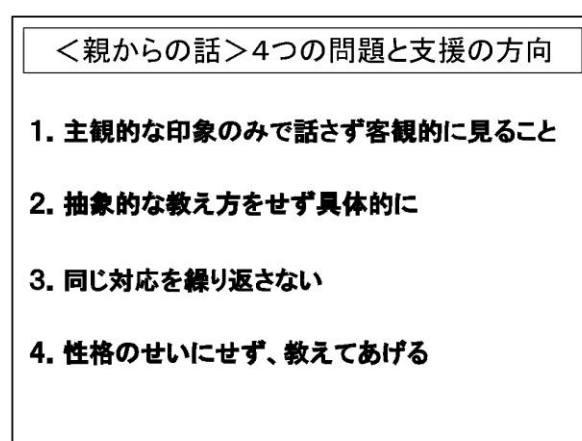 ＜親からの話＞4つの問題と支援の方向
1. 主観的な印象のみで話さず客観的に見ること
2. 抽象的な教え方をせず具体的に
3. 同じ対応を繰り返さない
4. 性格のせいにせず、教えてあげる